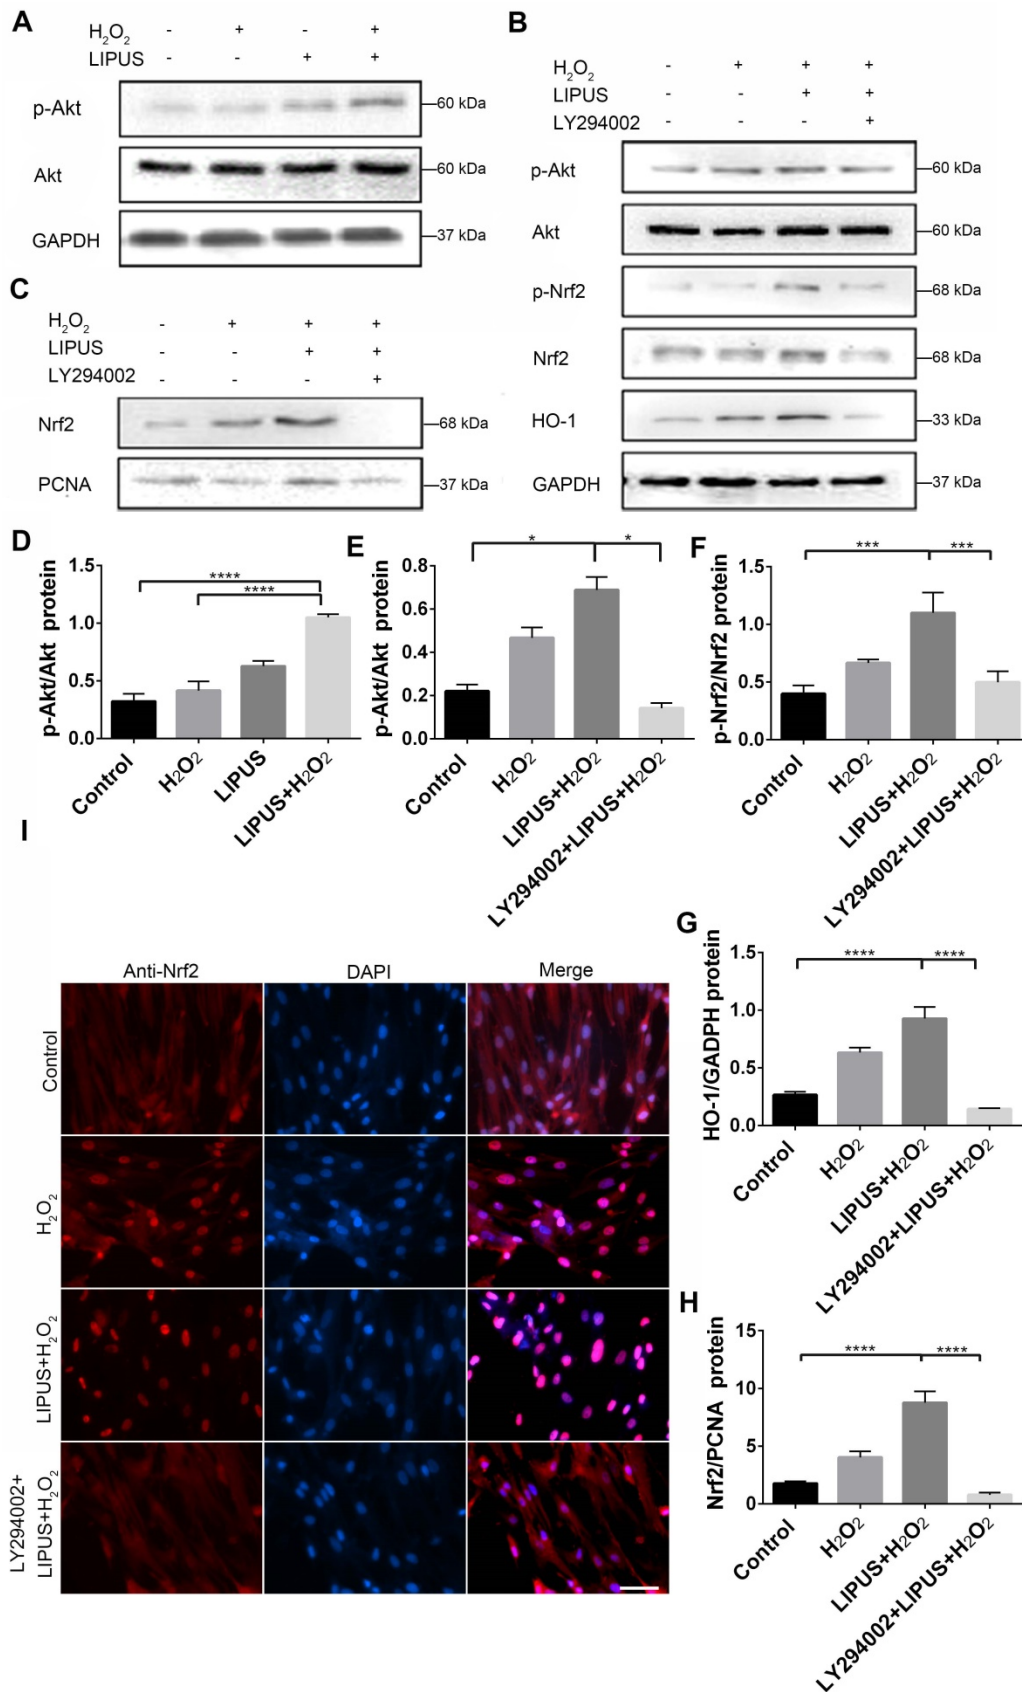 A
H₂O₂ - + - +
LIPUS - - + +
p-Akt 60 kDa
Akt 60 kDa
GAPDH 37 kDa
B
H₂O₂ - + + +
LIPUS - - + +
LY294002 - - - +
p-Akt 60 kDa
Akt 60 kDa
p-Nrf2 68 kDa
Nrf2 68 kDa
HO-1 33 kDa
GAPDH 37 kDa
C
H₂O₂ - + + +
LIPUS - - + +
LY294002 - - - +
Nrf2 68 kDa
PCNA 37 kDa
D
p-Akt/Akt protein
1.5
1.0
0.5
0.0
****
****
Control
H₂O₂
LIPUS
LIPUS+H₂O₂
E
p-Akt/Akt protein
0.8
0.6
0.4
0.2
0.0
* *
Control
H₂O₂
LIPUS+H₂O₂
LY294002+LIPUS+H₂O₂
F
p-Nrf2/Nrf2 protein
1.5
1.0
0.5
0.0
*** ***
Control
H₂O₂
LIPUS+H₂O₂
LY294002+LIPUS+H₂O₂
G
HO-1/GADPH protein
1.5
1.0
0.5
0.0
**** ****
Control
H₂O₂
LIPUS+H₂O₂
LY294002+LIPUS+H₂O₂
H
Nrf2/PCNA protein
15
10
5
0
**** ****
Control
H₂O₂
LIPUS+H₂O₂
LY294002+LIPUS+H₂O₂
I
Anti-Nrf2 DAPI Merge
Control
H₂O₂
LIPUS+H₂O₂
LY294002+
LIPUS+H₂O₂